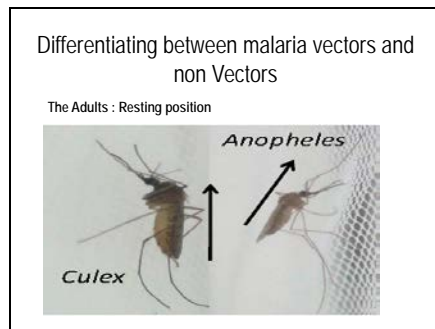 Differentiating between malaria vectors and
non Vectors
The Adults : Resting position
Anopheles
Culex